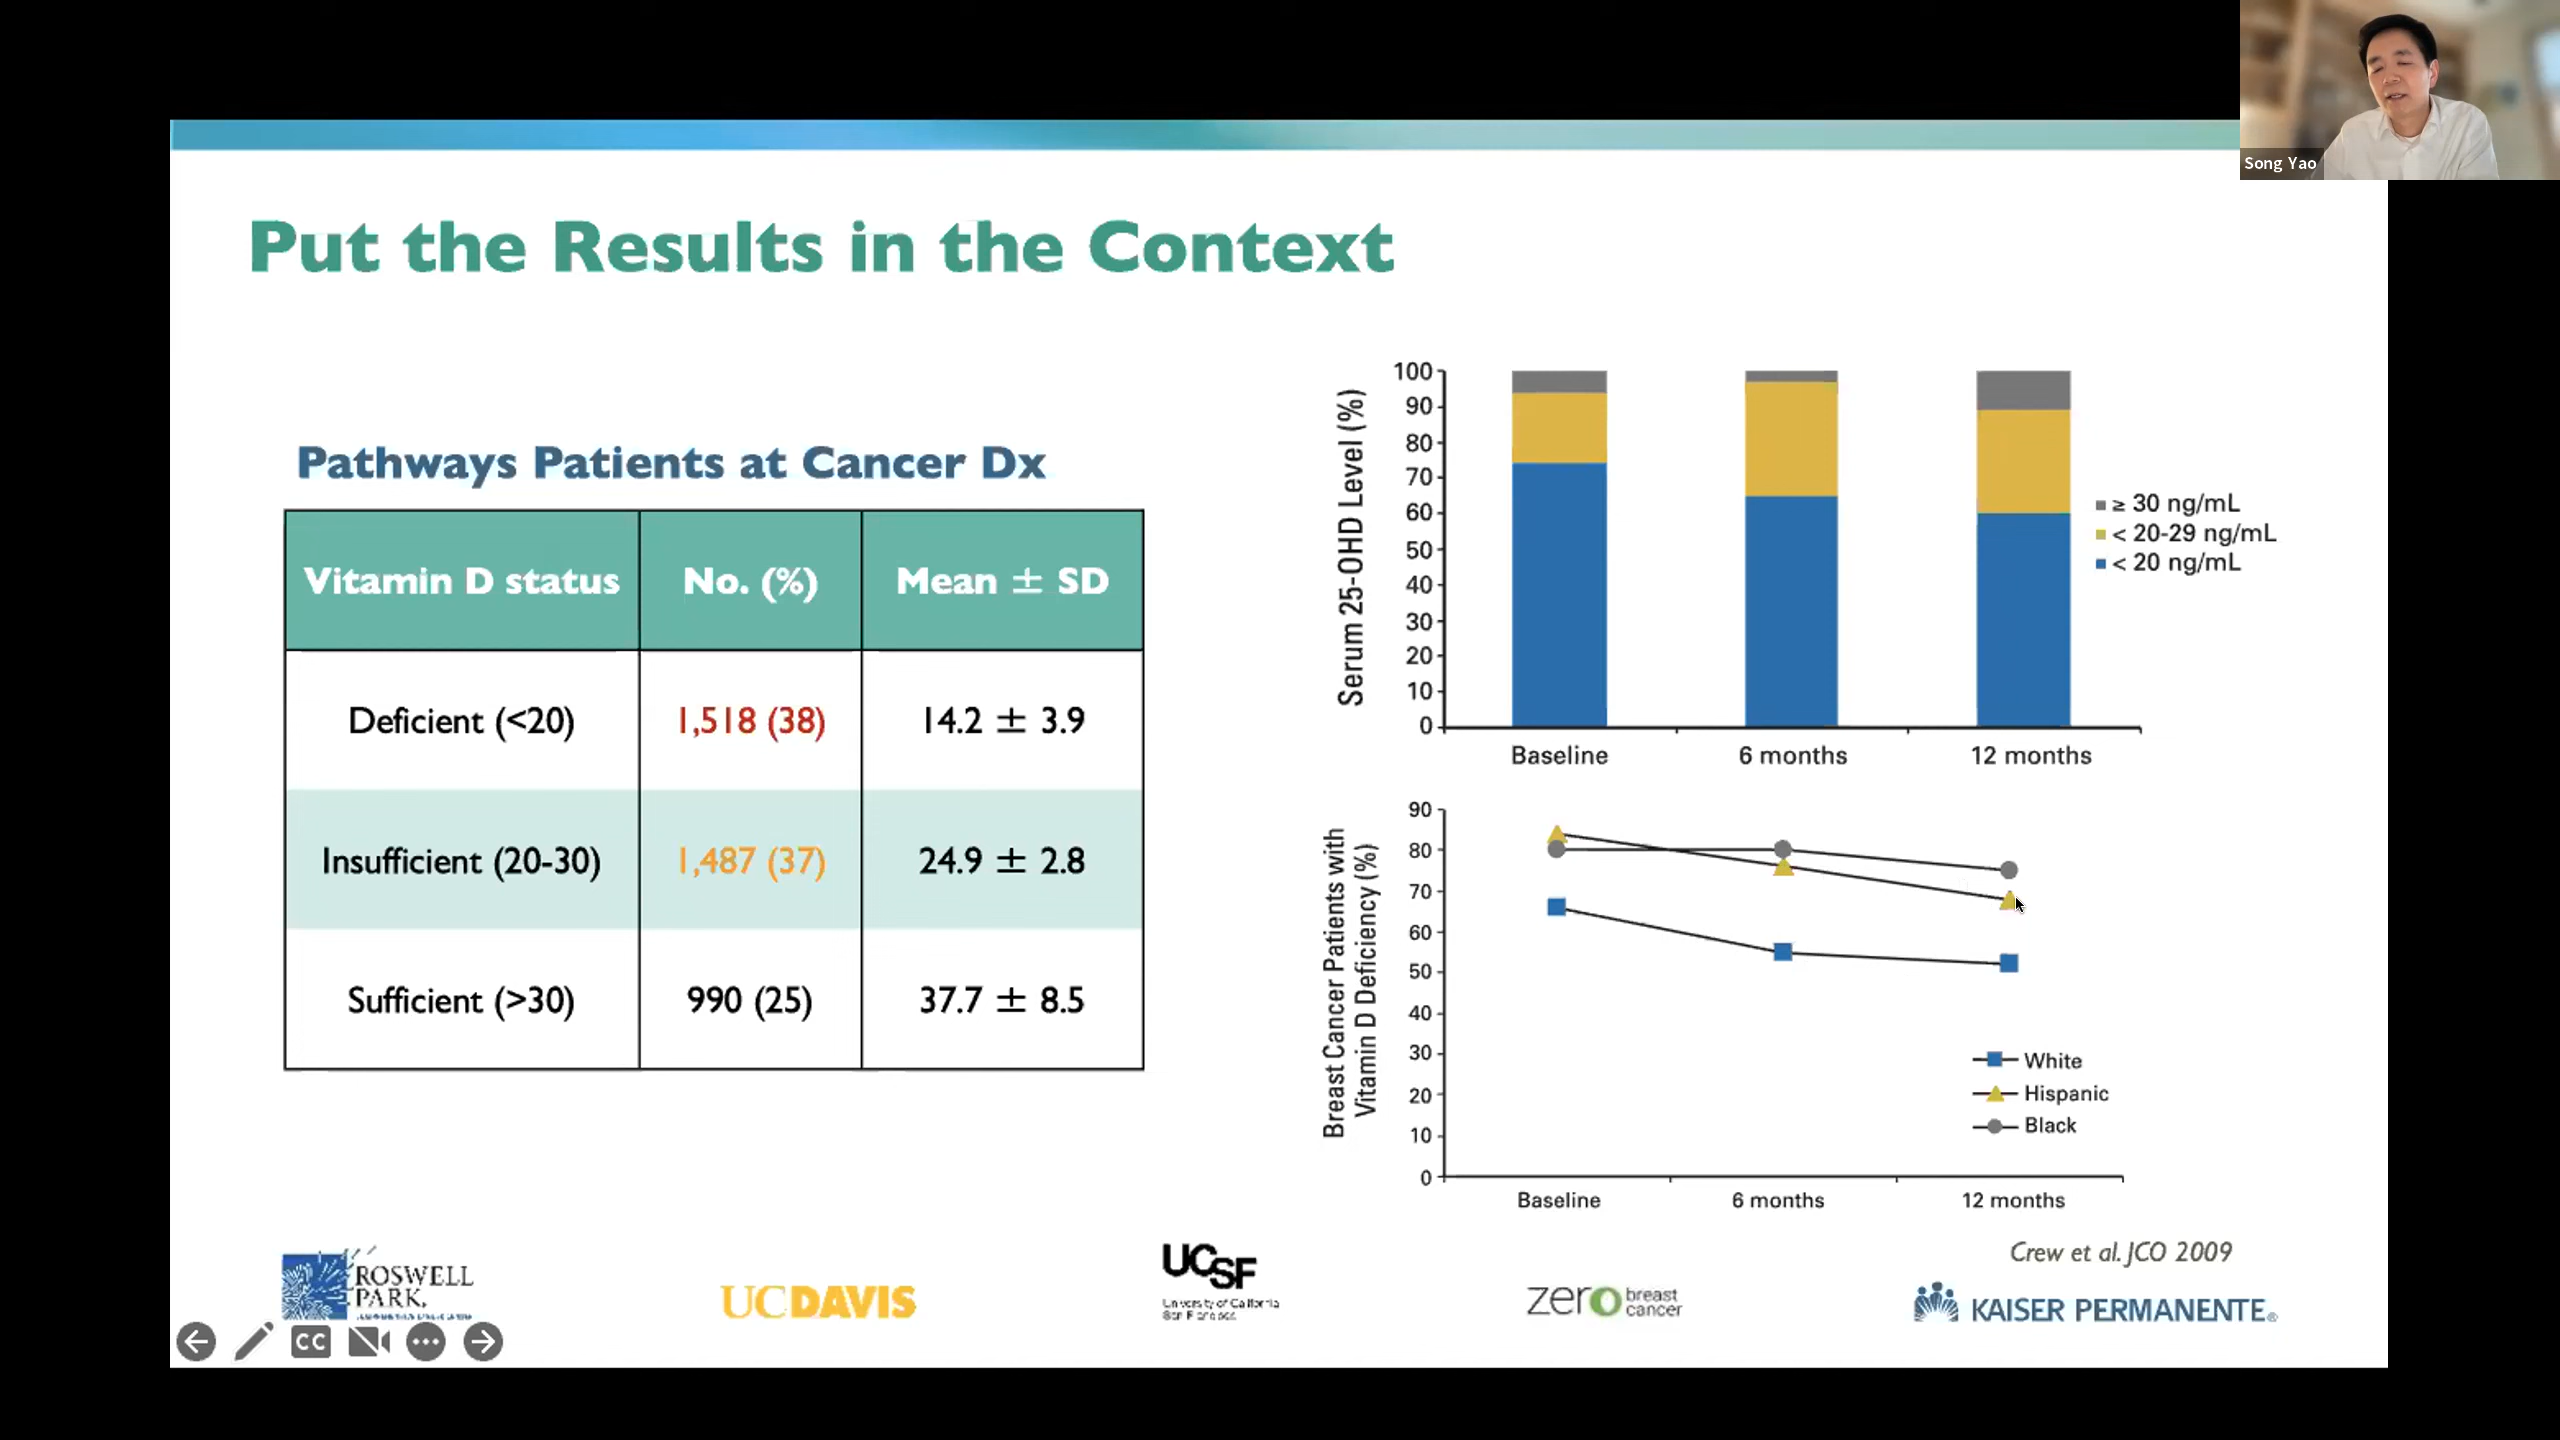 Song Yao
Put the Results in the Context
Pathways Patients at Cancer Dx
Vitamin D status No. (%) Mean ± SD
Deficient (<20) 1,518 (38) 14.2 ± 3.9
Insufficient (20-30) 1,487 (37) 24.9 ± 2.8
Sufficient (>30) 990 (25) 37.7 ± 8.5
Serum 25-OHD Level (%)
100
90
80
70
60
50
40
30
20
10
0
Baseline 6 months 12 months
≥ 30 ng/mL
< 20-29 ng/mL
< 20 ng/mL
Breast Cancer Patients with
Vitamin D Deficiency (%)
90
80
70
60
50
40
30
20
10
0
Baseline 6 months 12 months
White
Hispanic
Black
Crew et al. JCO 2009
ROSWELL
PARK.
UCDAVIS
UCSF
University of California
San Francisco
zero breast
cancer
KAISER PERMANENTE®
CC